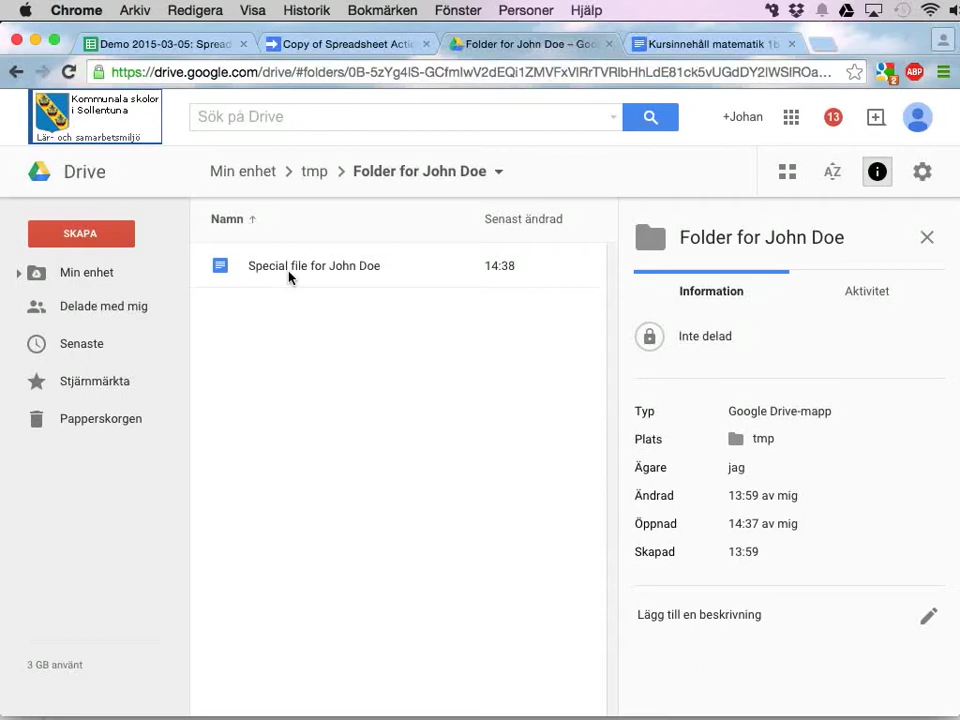 Chrome Arkiv Redigera Visa Historik Bokmärken Fönster Personer Hjälp
Demo 2015-03-05: Spread
Copy of Spreadsheet Acti
Folder for John Doe – Goo
Kursinnehåll matematik 1b
https://drive.google.com/drive/#folders/0B-5zYg4lS-GCfmlwV2dEQi1ZMVFxVlRrTVRlbHhLdE81ck5vUGdDY2lWSlROa...
2
ABP
Kommunala skolor
i Sollentuna
Lär- och samarbetsmiljö
Sök på Drive
+Johan
13
Drive
Min enhet > tmp > Folder for John Doe
AZ
SKAPA
Min enhet
Delade med mig
Senaste
Stjärnmärkta
Papperskorgen
3 GB använt
Namn ↑ Senast ändrad
Special file for John Doe 14:38
Folder for John Doe
Information Aktivitet
Inte delad
Typ Google Drive-mapp
Plats tmp
Ägare jag
Ändrad 13:59 av mig
Öppnad 14:37 av mig
Skapad 13:59
Lägg till en beskrivning